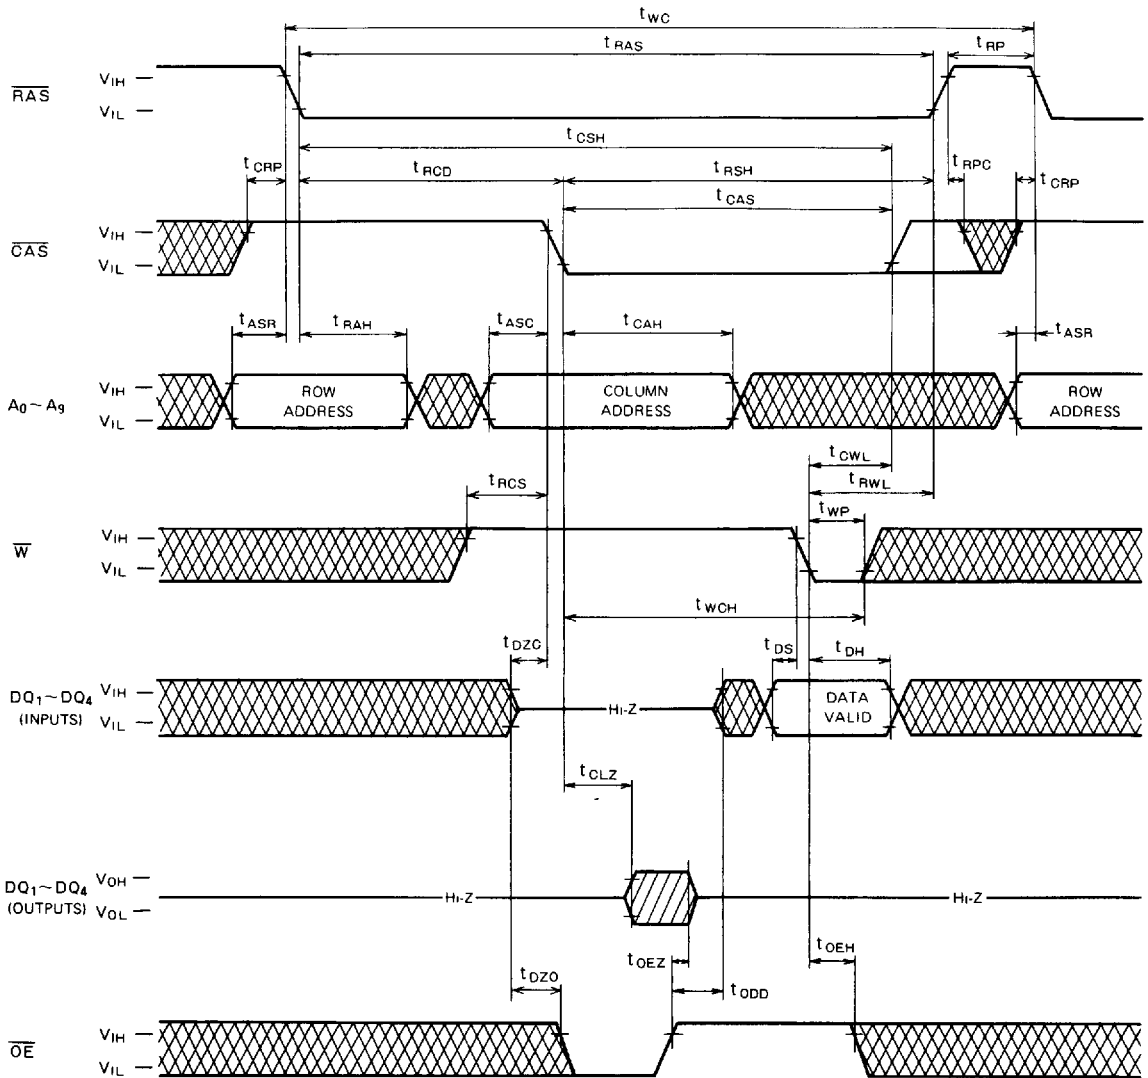 tWC
tRAS
tRP
RAS
VIH
VIL
tCSH
tCRP
tRCD
tRSH
tRPC
tCRP
tCAS
CAS
VIH
VIL
tASR
tRAH
tASC
tCAH
tASR
A0~A9
VIH
VIL
ROW
ADDRESS
COLUMN
ADDRESS
ROW
ADDRESS
tCWL
tRWL
tRCS
tWP
W
VIH
VIL
tWCH
tDZC
tDS
tDH
DQ1~DQ4
(INPUTS)
VIH
VIL
HI-Z
DATA
VALID
tCLZ
DQ1~DQ4
(OUTPUTS)
VOH
VOL
HI-Z
HI-Z
tOEZ
tOEH
tDZO
tODD
OE
VIH
VIL